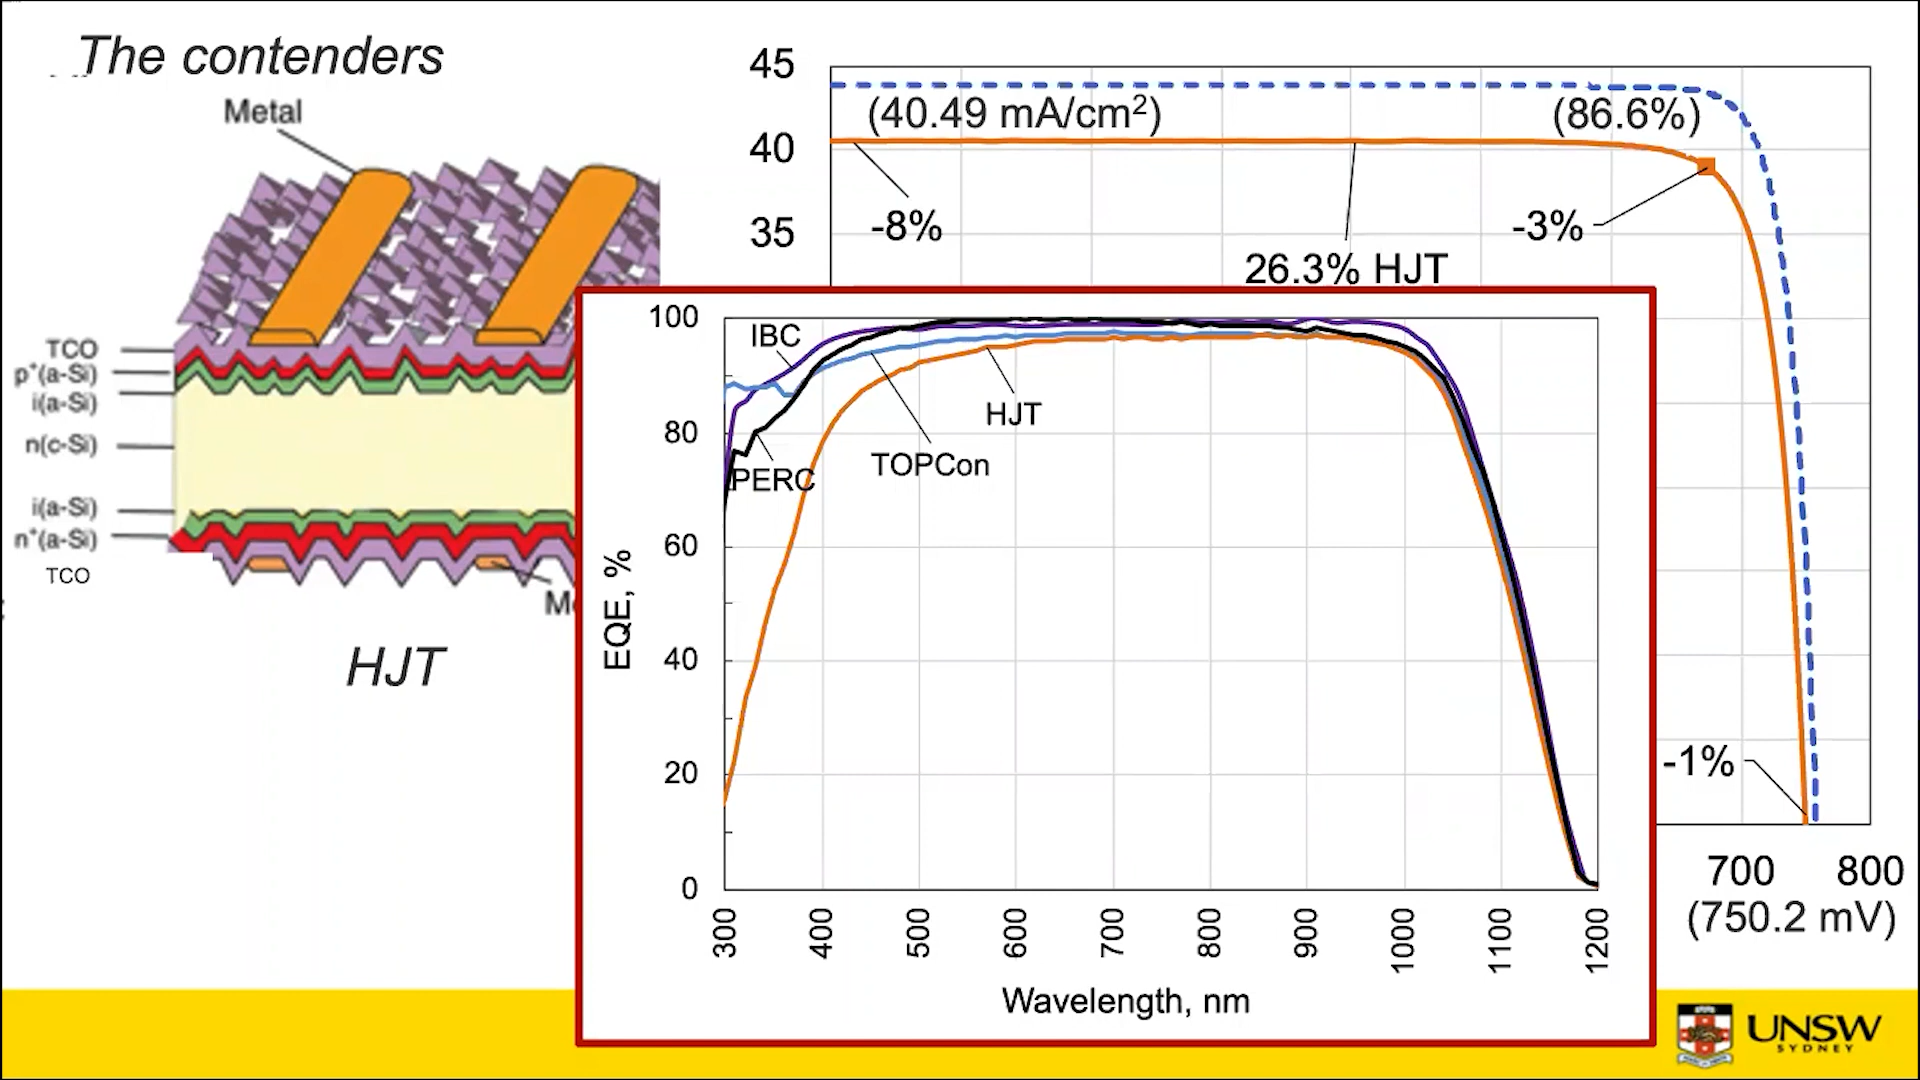 The contenders
Metal
TCO
p⁺(a-Si)
i(a-Si)
n(c-Si)
i(a-Si)
n⁺(a-Si)
TCO
HJT
45
40
35
(40.49 mA/cm²)
(86.6%)
-8%
-3%
26.3% HJT
-1%
700
800
(750.2 mV)
100
80
60
40
20
0
EQE, %
IBC
PERC
TOPCon
HJT
300
400
500
600
700
800
900
1000
1100
1200
Wavelength, nm
UNSW
SYDNEY